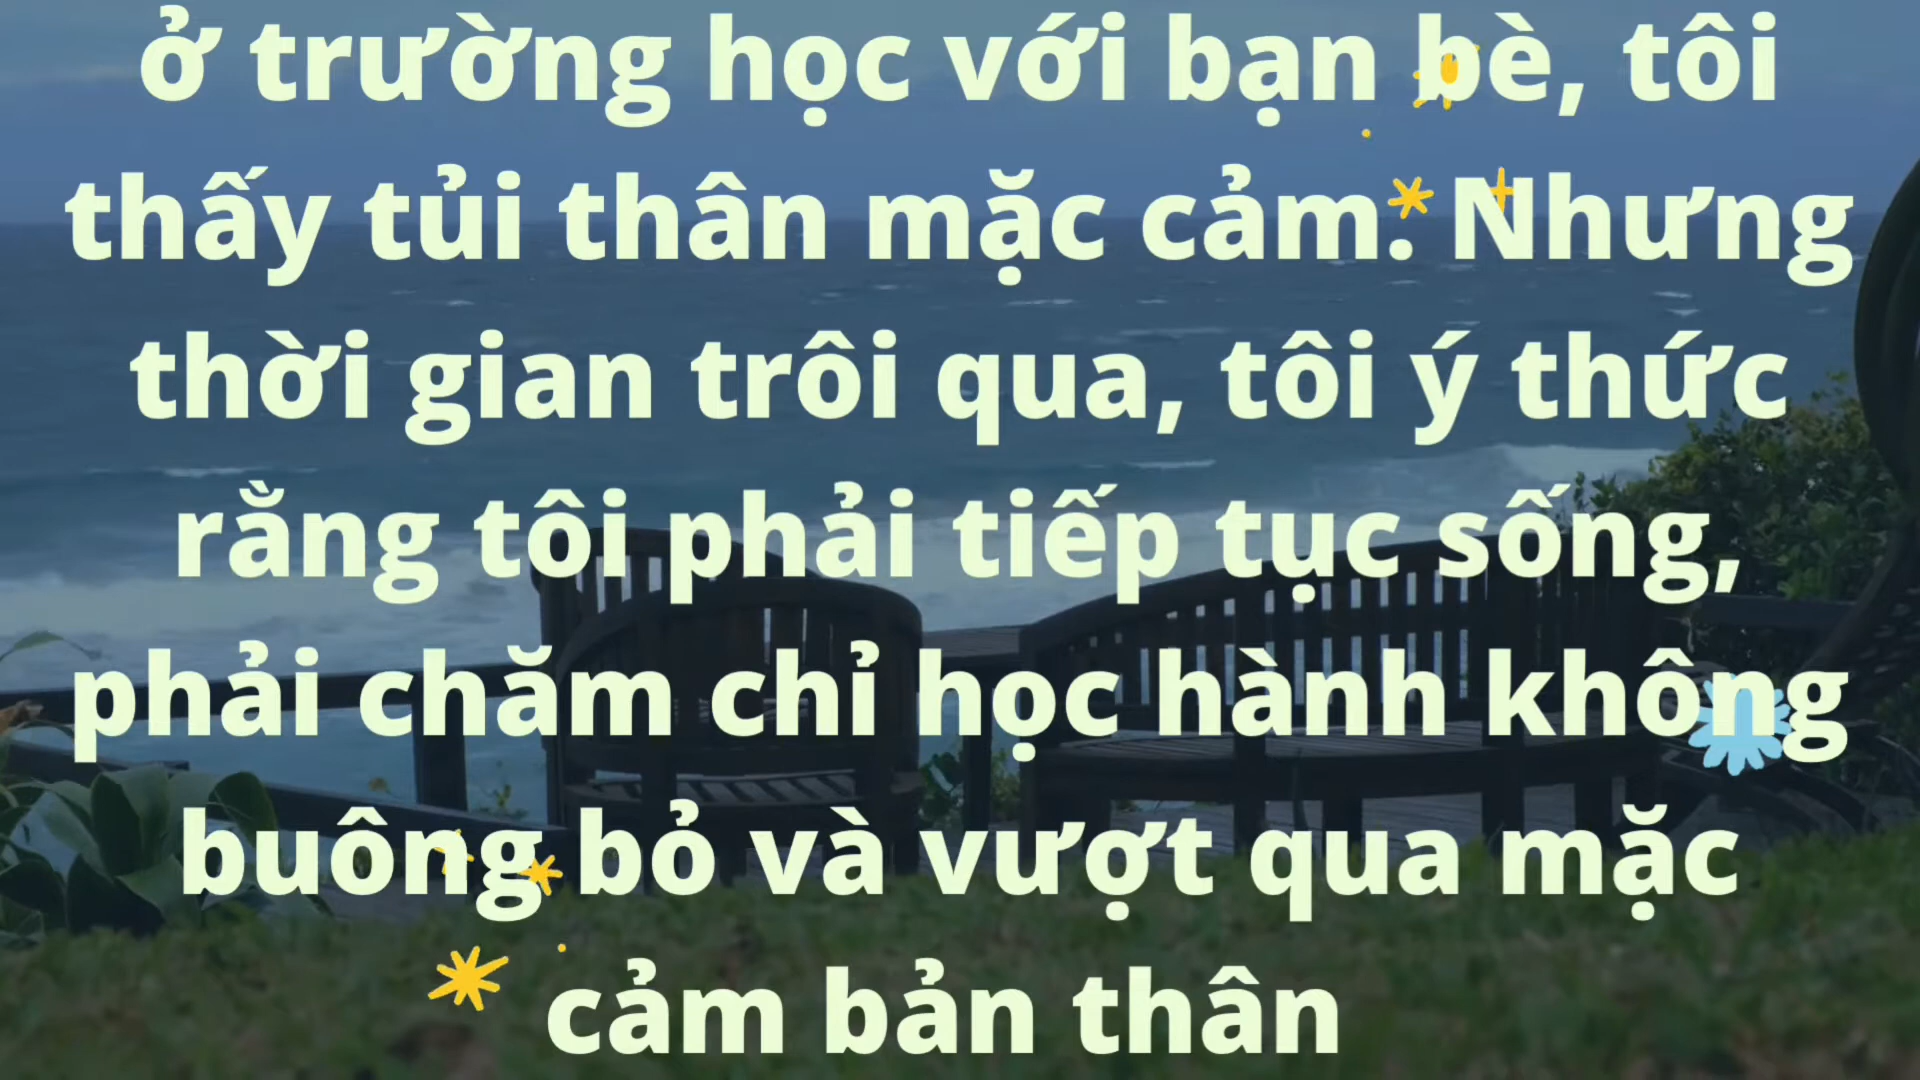 ở trường học với bạn bè, tôi
thấy tủi thân mặc cảm. Nhưng
thời gian trôi qua, tôi ý thức
rằng tôi phải tiếp tục sống,
phải chăm chỉ học hành không
buông bỏ và vượt qua mặc
cảm bản thân